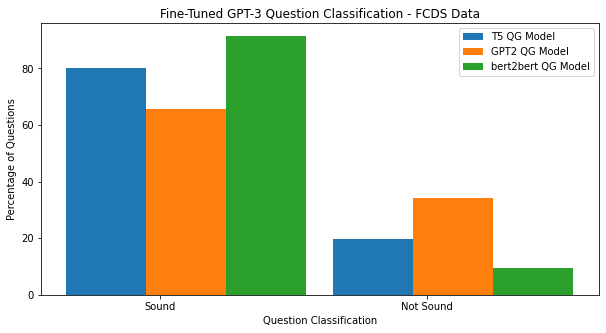 Fine-Tuned GPT-3 Question Classification - FCDS Data
T5 QG Model
GPT2 QG Model
bert2bert QG Model
Percentage of Questions
80
60
40
20
0
Sound
Not Sound
Question Classification